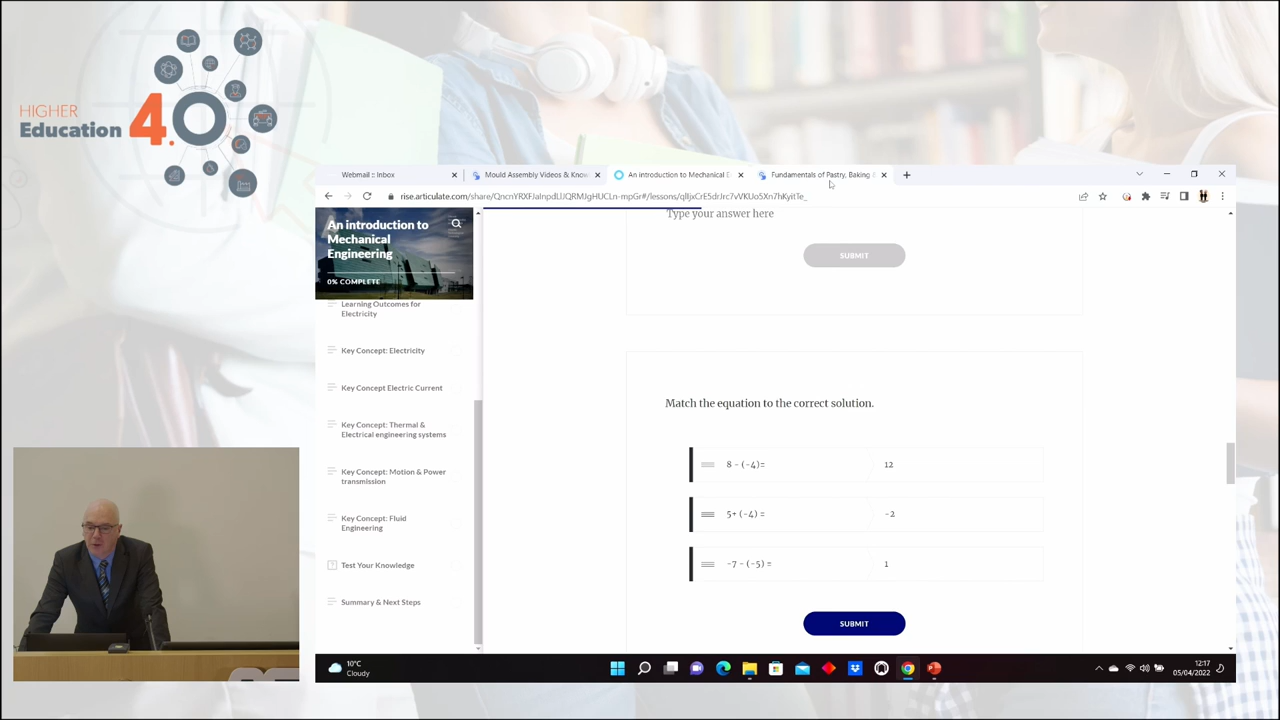 HIGHER
Education 4.0
Webmail :: Inbox
Mould Assembly Videos & Know
An introduction to Mechanical E
Fundamentals of Pastry, Baking &
An introduction to
Mechanical
Engineering
0% COMPLETE
Learning Outcomes for
Electricity
Key Concept: Electricity
Key Concept Electric Current
Key Concept: Thermal &
Electrical engineering systems
Key Concept: Motion & Power
transmission
Key Concept: Fluid
Engineering
Test Your Knowledge
Summary & Next Steps
Type your answer here
SUBMIT
Match the equation to the correct solution.
8 - (-4)= 12
5+ (-4) = -2
-7 - (-5) = 1
SUBMIT
10°C
Cloudy
12:17
05/04/2022